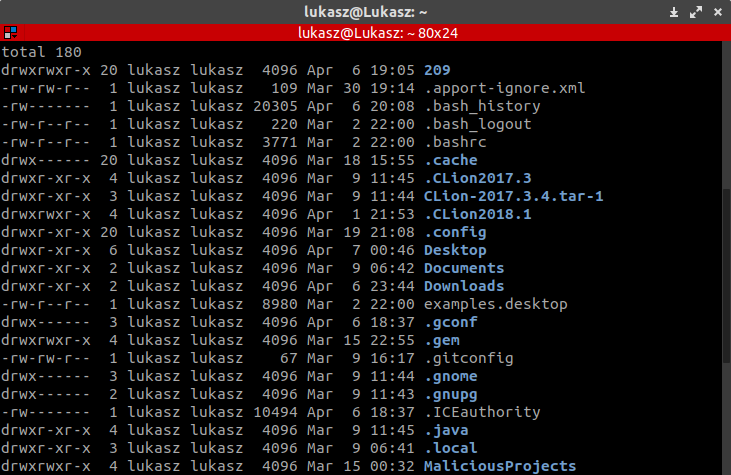 lukasz@Lukasz: ~
lukasz@Lukasz: ~ 80x24
total 180
drwxrwxr-x 20 lukasz lukasz  4096 Apr  6 19:05 209
-rw-rw-r--  1 lukasz lukasz   109 Mar 30 19:14 .apport-ignore.xml
-rw-------  1 lukasz lukasz 20305 Apr  6 20:08 .bash_history
-rw-r--r--  1 lukasz lukasz   220 Mar  2 22:00 .bash_logout
-rw-r--r--  1 lukasz lukasz  3771 Mar  2 22:00 .bashrc
drwx------ 20 lukasz lukasz  4096 Mar 18 15:55 .cache
drwxr-xr-x  4 lukasz lukasz  4096 Mar  9 11:45 .CLion2017.3
drwxr-xr-x  3 lukasz lukasz  4096 Mar  9 11:44 CLion-2017.3.4.tar-1
drwxrwxr-x  4 lukasz lukasz  4096 Apr  1 21:53 .CLion2018.1
drwxr-xr-x 20 lukasz lukasz  4096 Mar 19 21:08 .config
drwxr-xr-x  6 lukasz lukasz  4096 Apr  7 00:46 Desktop
drwxr-xr-x  2 lukasz lukasz  4096 Mar  9 06:42 Documents
drwxr-xr-x  2 lukasz lukasz  4096 Apr  6 23:44 Downloads
-rw-r--r--  1 lukasz lukasz  8980 Mar  2 22:00 examples.desktop
drwx------  3 lukasz lukasz  4096 Apr  6 18:37 .gconf
drwxrwxr-x  4 lukasz lukasz  4096 Mar 15 22:55 .gem
-rw-rw-r--  1 lukasz lukasz    67 Mar  9 16:17 .gitconfig
drwx------  3 lukasz lukasz  4096 Mar  9 11:44 .gnome
drwx------  2 lukasz lukasz  4096 Mar  9 11:43 .gnupg
-rw-------  1 lukasz lukasz 10494 Apr  6 18:37 .ICEauthority
drwxr-xr-x  4 lukasz lukasz  4096 Mar  9 11:45 .java
drwxr-xr-x  3 lukasz lukasz  4096 Mar  9 06:41 .local
drwxrwxr-x  4 lukasz lukasz  4096 Mar 15 00:32 MaliciousProjects